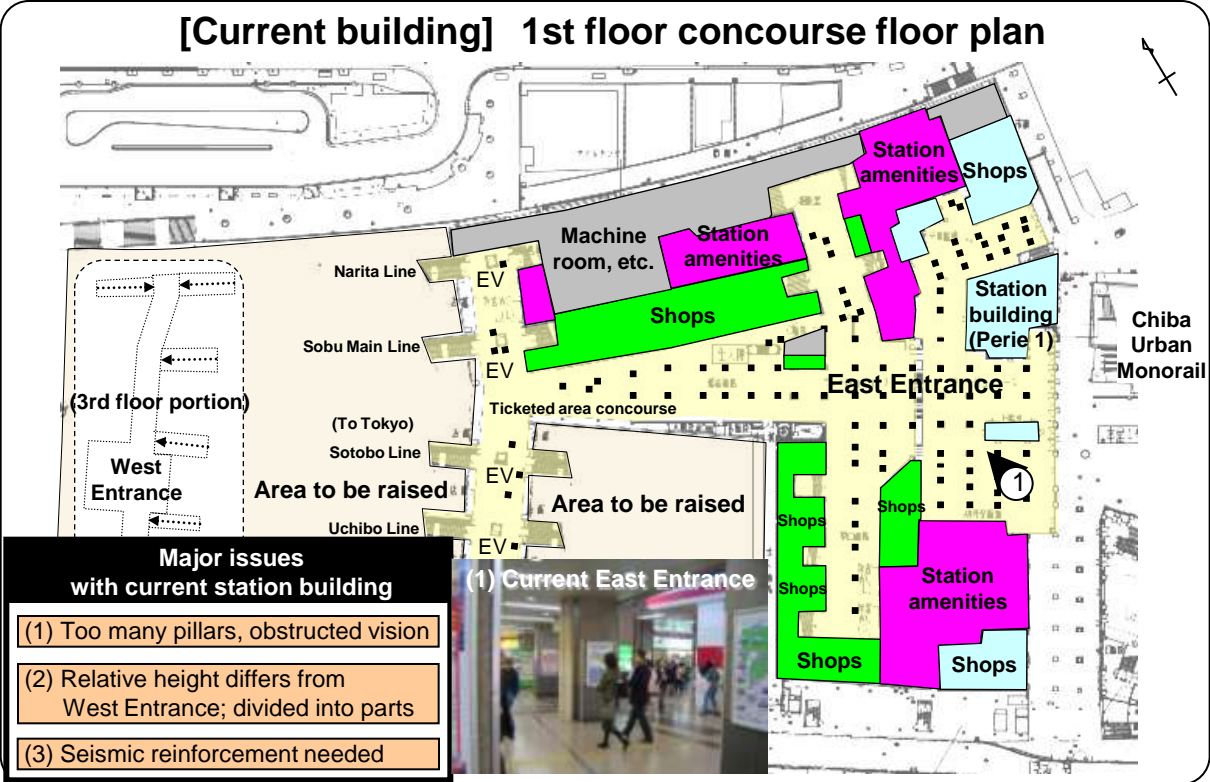 [Current building] 1st floor concourse floor plan
Station
amenities
Shops
Machine
room, etc.
Station
amenities
Narita Line
EV
Station
building
(Perie 1)
Shops
Chiba
Urban
Monorail
Sobu Main Line
EV
East Entrance
(3rd floor portion)
Ticketed area concourse
(To Tokyo)
Sotobo Line
West
Entrance
Area to be raised
EV
Area to be raised
1
Shops
Shops
Uchibo Line
EV
Major issues
with current station building
(1) Current East Entrance
Station
amenities
Shops
(1) Too many pillars, obstructed vision
(2) Relative height differs from
West Entrance; divided into parts
Shops
Shops
(3) Seismic reinforcement needed